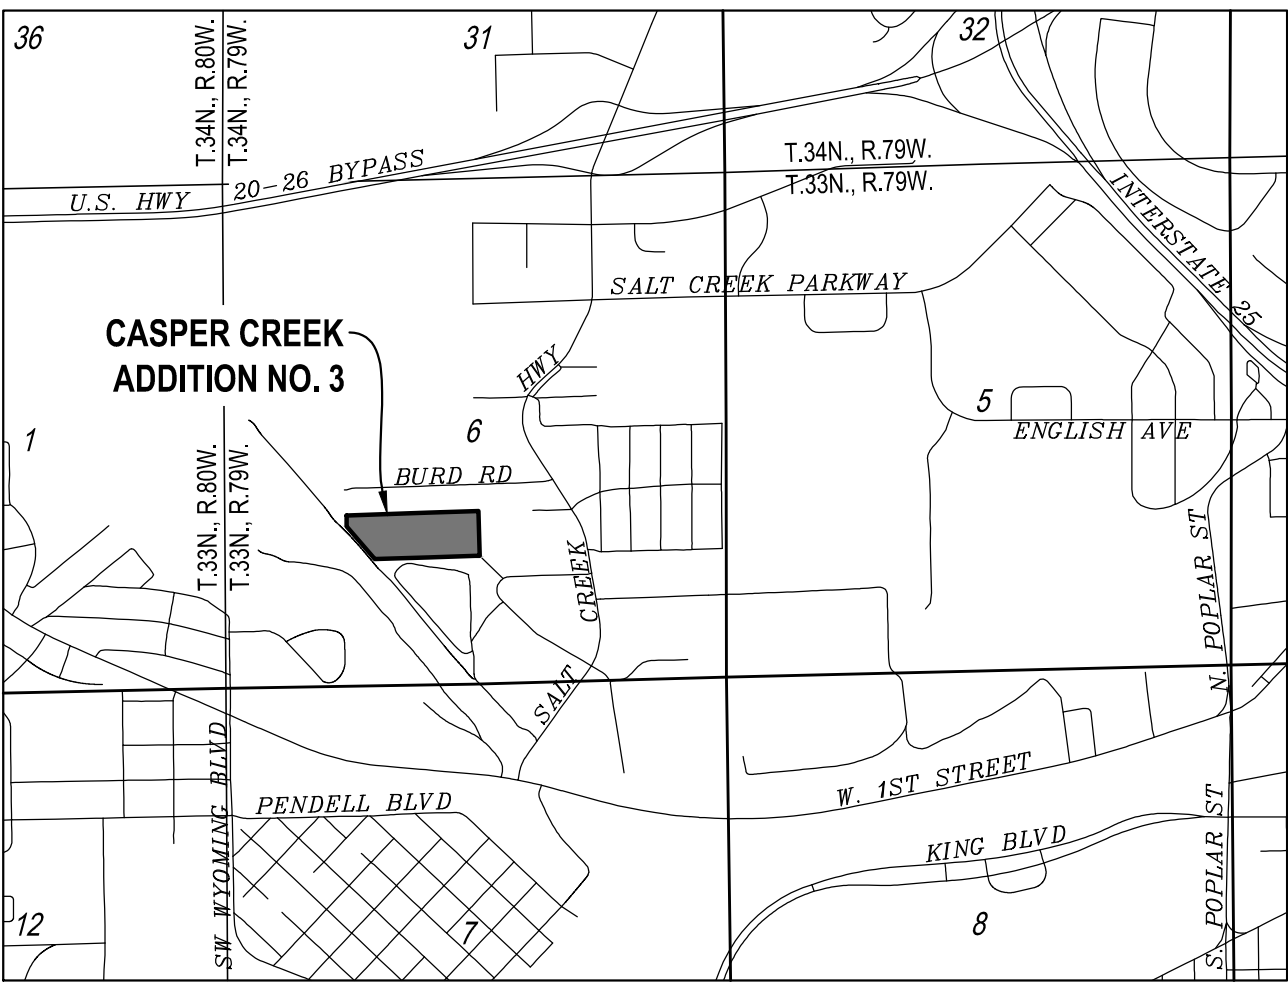 36
31
32
T.34N., R.80W.
T.34N., R.79W.
T.34N., R.79W.
T.33N., R.79W.
U.S. HWY 20-26 BYPASS
INTERSTATE 25
SALT CREEK PARKWAY
CASPER CREEK
ADDITION NO. 3
HWY
1
6
5
ENGLISH AVE
T.33N., R.80W.
T.33N., R.79W.
BURD RD
CREEK
SALT
N. POPLAR ST
SW WYOMING BLVD
PENDELL BLVD
W. 1ST STREET
KING BLVD
S. POPLAR ST
12
7
8